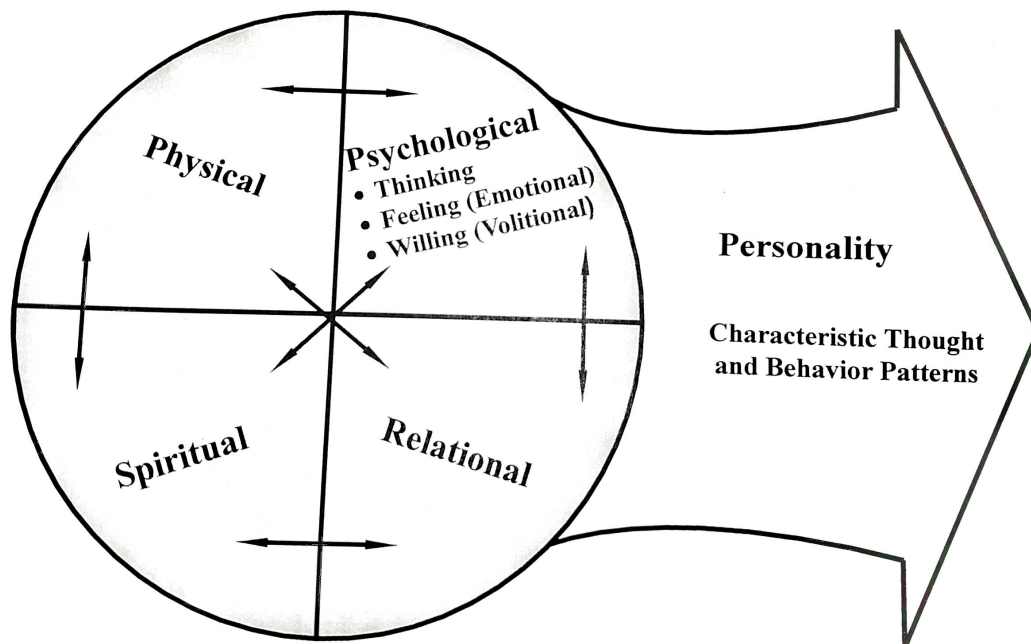 Physical
Psychological
• Thinking
• Feeling (Emotional)
• Willing (Volitional)
Spiritual
Relational
Personality
Characteristic Thought
and Behavior Patterns